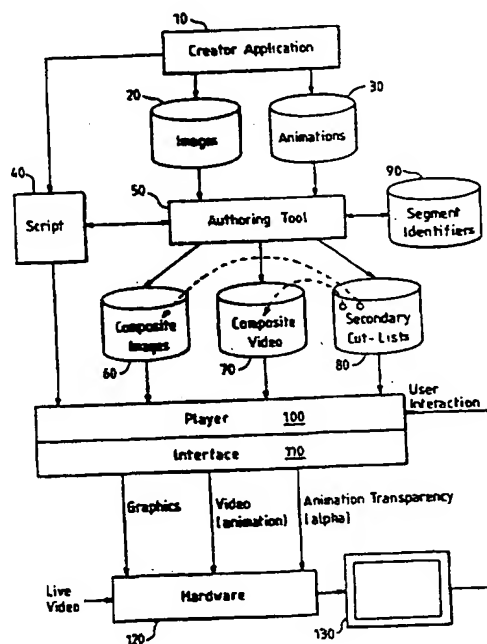 10
Creator Application
20
30
Images
Animations
40
50
90
Script
Authoring Tool
Segment
Identifiers
Composite
Images
Composite
Video
Secondary
Cut-Lists
60
70
80
User
Interaction
Player 100
Interface 110
Graphics
Video
(animation)
Animation Transparency
(alpha)
Live
Video
Hardware
120
130